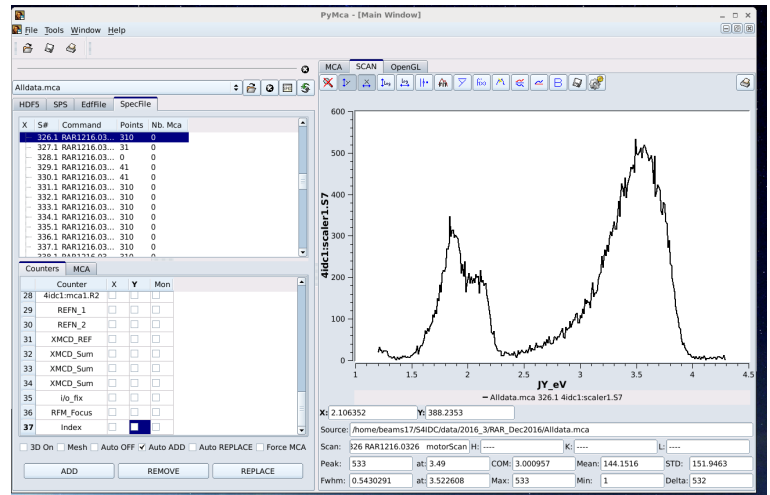 PyMca - [Main Window]
File Tools Window Help
Alldata.mca
HDF5 SPS EdfFile SpecFile
X S# Command Points Nb. Mca
326.1 RAR1216.03... 310 0
327.1 RAR1216.03... 31 0
328.1 RAR1216.03... 0 0
329.1 RAR1216.03... 41 0
330.1 RAR1216.03... 41 0
331.1 RAR1216.03... 310 0
332.1 RAR1216.03... 310 0
333.1 RAR1216.03... 310 0
334.1 RAR1216.03... 310 0
335.1 RAR1216.03... 310 0
336.1 RAR1216.03... 310 0
337.1 RAR1216.03... 310 0
338.1 RAR1216.03... 310 0
Counters MCA
Counter X Y Mon
28 4idc1:mca1.R2
29 REFN_1
30 REFN_2
31 XMCD_REF
32 XMCD_Sum
33 XMCD_Sum
34 XMCD_Sum
35 i/o_fix
36 RFM_Focus
37 Index
3D On Mesh Auto OFF Auto ADD Auto REPLACE Force MCA
ADD REMOVE REPLACE
MCA SCAN OpenGL
600
500
400
300
200
100
0
4idc1:scaler1.S7
1 1.5 2 2.5 3 3.5 4 4.5
JY_eV
Alldata.mca 326.1 4idc1:scaler1.S7
X: 2.106352 Y: 388.2353
Source: /home/beams17/S4IDC/data/2016_3/RAR_Dec2016/Alldata.mca
Scan: 326 RAR1216.0326 motorScan H: ---- K: ---- L: ----
Peak: 533 at: 3.49 COM: 3.000957 Mean: 144.1516 STD: 151.9463
Fwhm: 0.5430291 at: 3.522608 Max: 533 Min: 1 Delta: 532